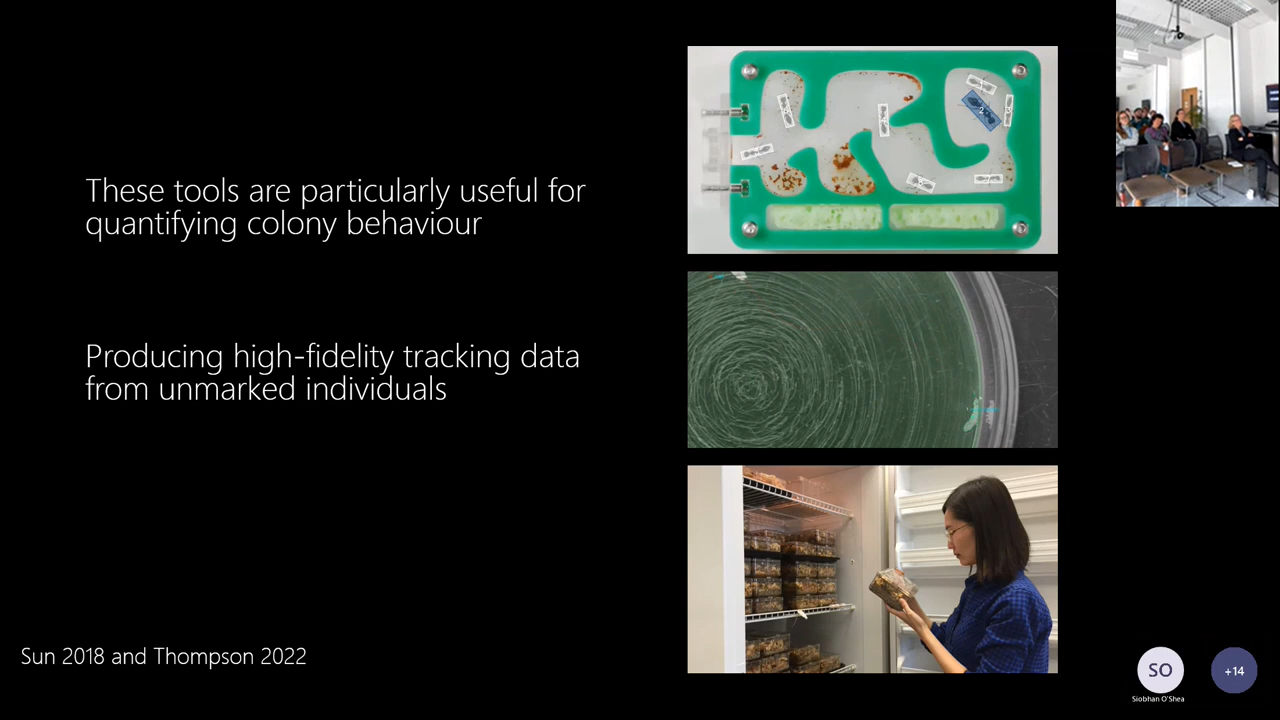 These tools are particularly useful for
quantifying colony behaviour
Producing high-fidelity tracking data
from unmarked individuals
Sun 2018 and Thompson 2022
SO
+14
Siobhan O'Shea